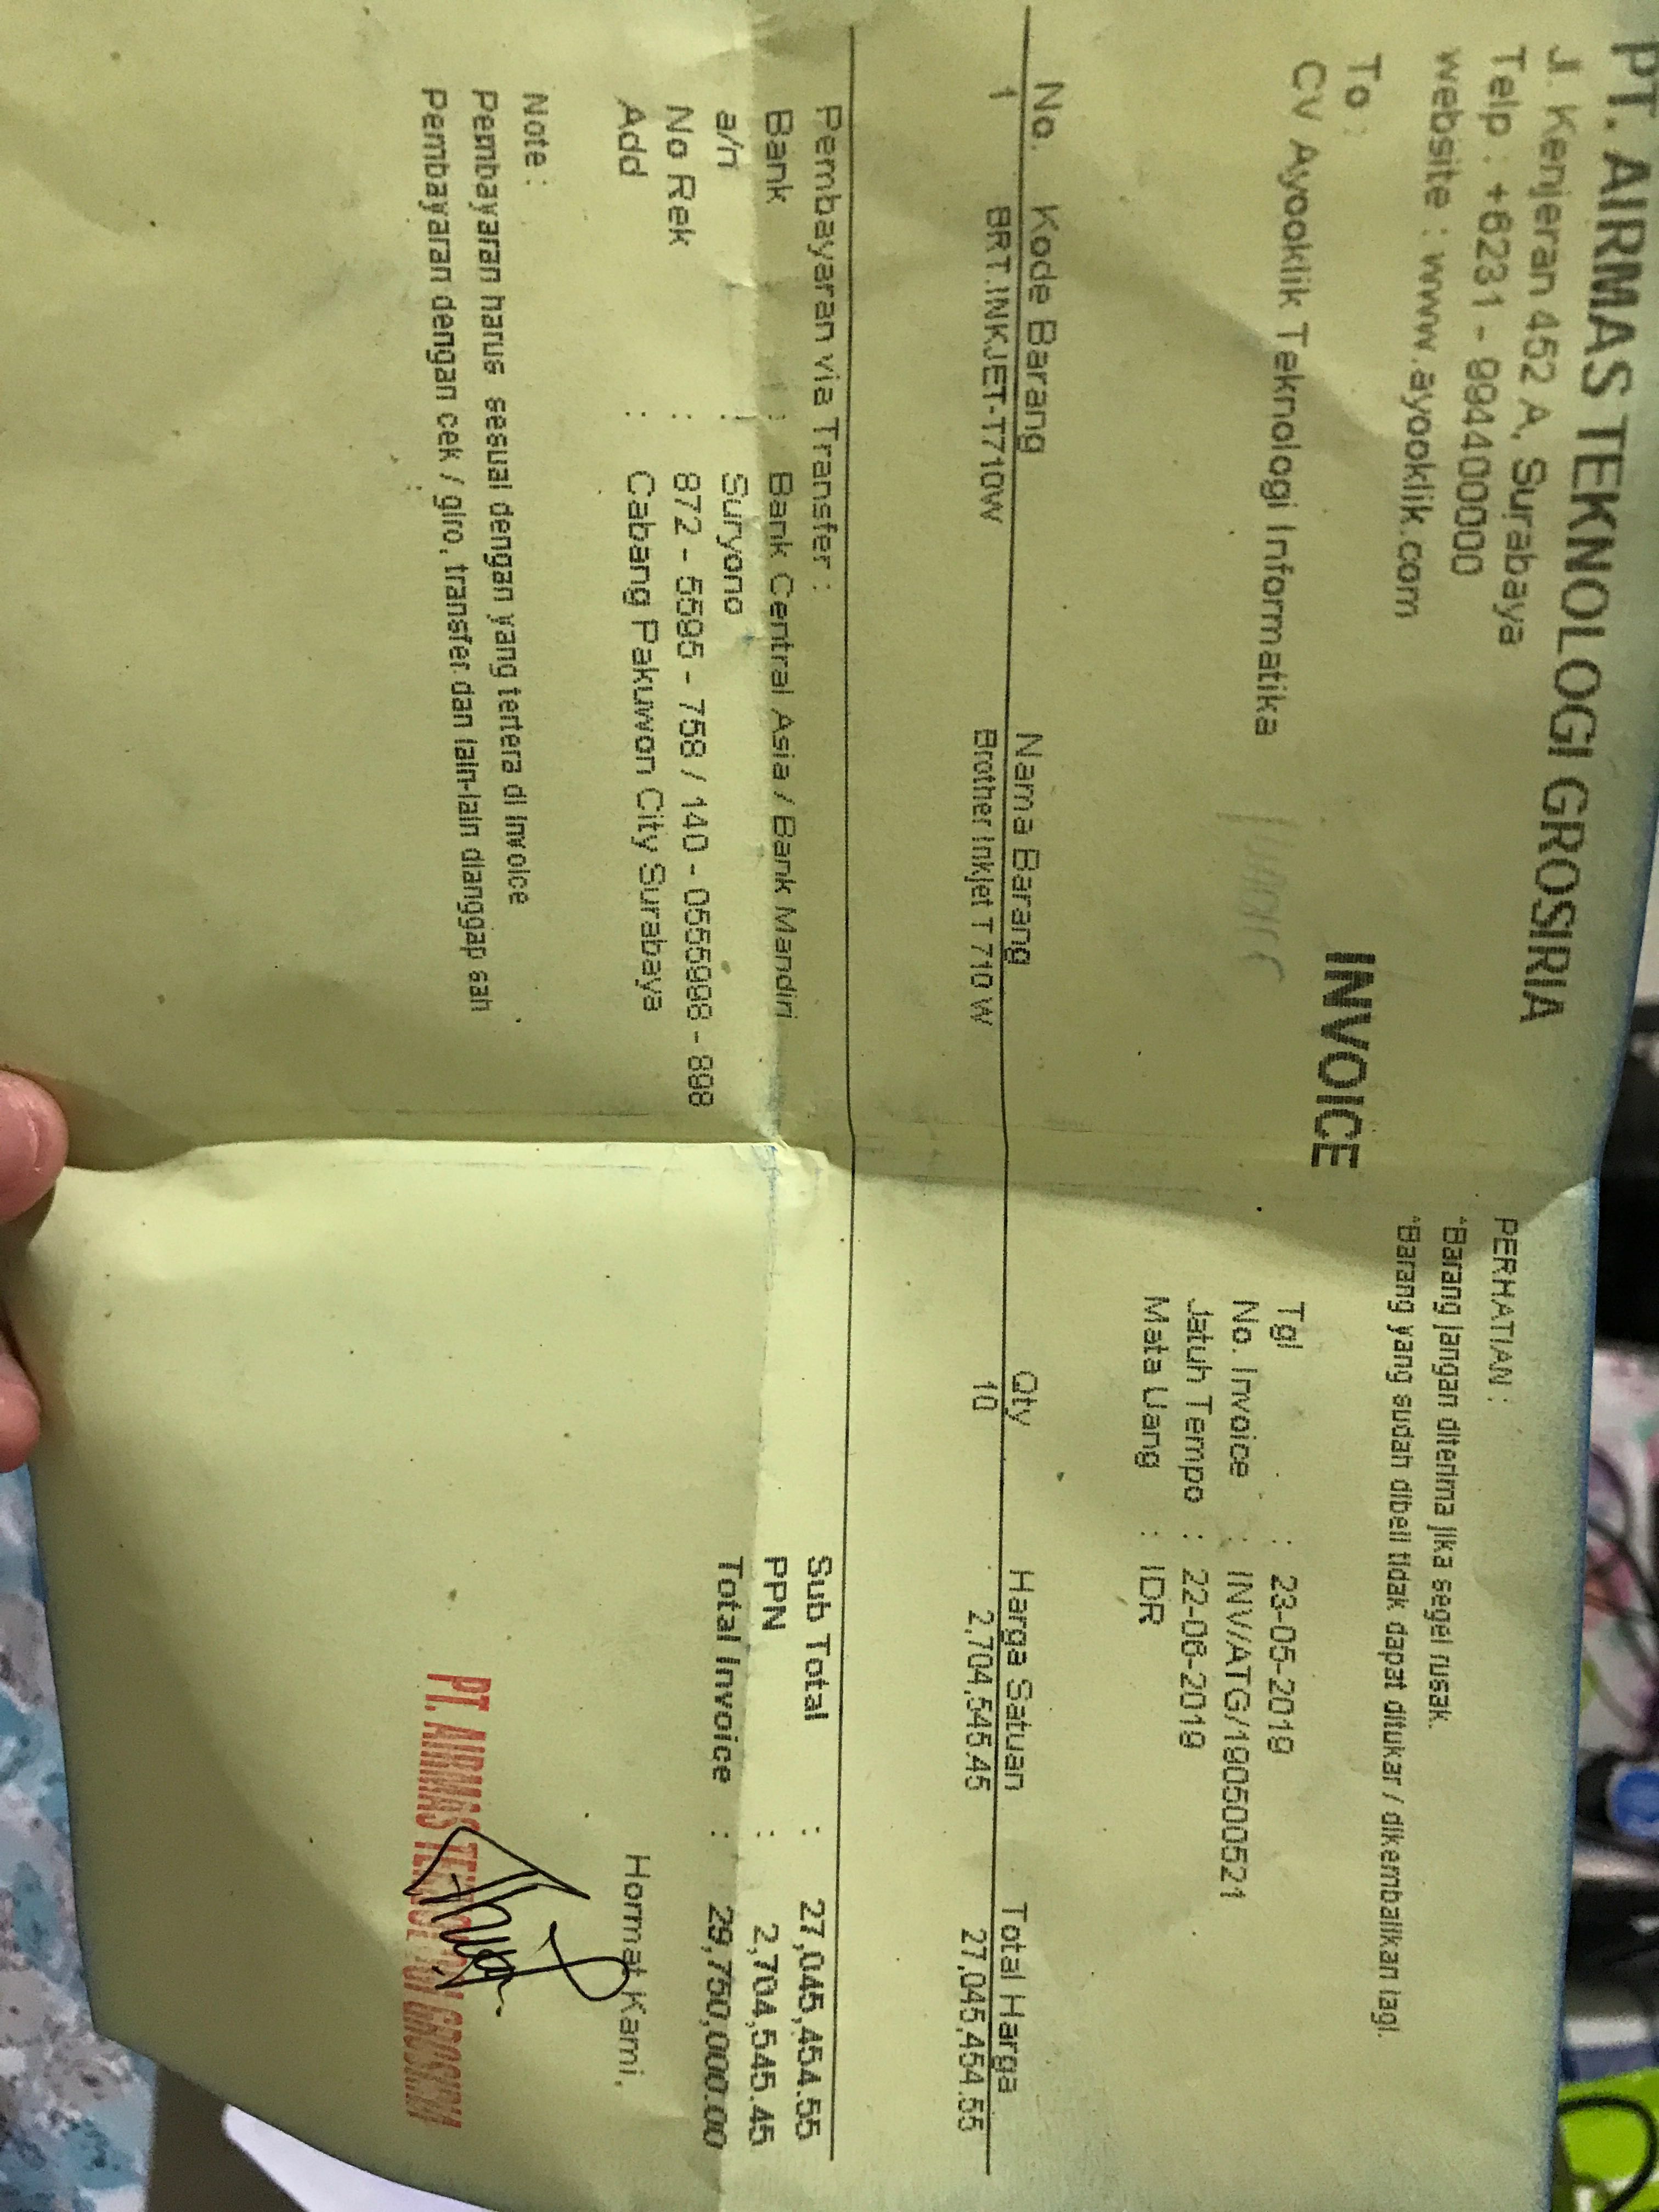 PT. AIRMAS TEKNOLOGI GROSIRIA
Jl. Kenjeran 452 A, Surabaya
Telp : +6231 - 99440000
website : www.ayooklik.com
PERHATIAN :
*Barang jangan diterima jika segel rusak.
*Barang yang sudah dibeli tidak dapat ditukar / dikembalikan lagi.
INVOICE
To :
CV Ayooklik Teknologi Informatika
Tgl : 23-05-2019
No. Invoice : INV/ATG/190500521
Jatuh Tempo : 22-06-2019
Mata Uang : IDR
No. Kode Barang Nama Barang Qty Harga Satuan Total Harga
1 BRT.INKJET-T710W Brother Inkjet T 710 W 10 2,704,545.45 27,045,454.55
Pembayaran via Transfer :
Bank : Bank Central Asia / Bank Mandiri
a/n : Suryono
No Rek : 872 - 5595 - 758 / 140 - 0555998 - 898
Add : Cabang Pakuwon City Surabaya
Sub Total : 27,045,454.55
PPN : 2,704,545.45
Total Invoice : 29,750,000.00
Note :
Pembayaran harus sesuai dengan yang tertera di invoice
Pembayaran dengan cek / giro, transfer dan lain-lain dianggap sah
Hormat Kami,
PT. AIRMAS TEKNOLOGI GROSIRIA